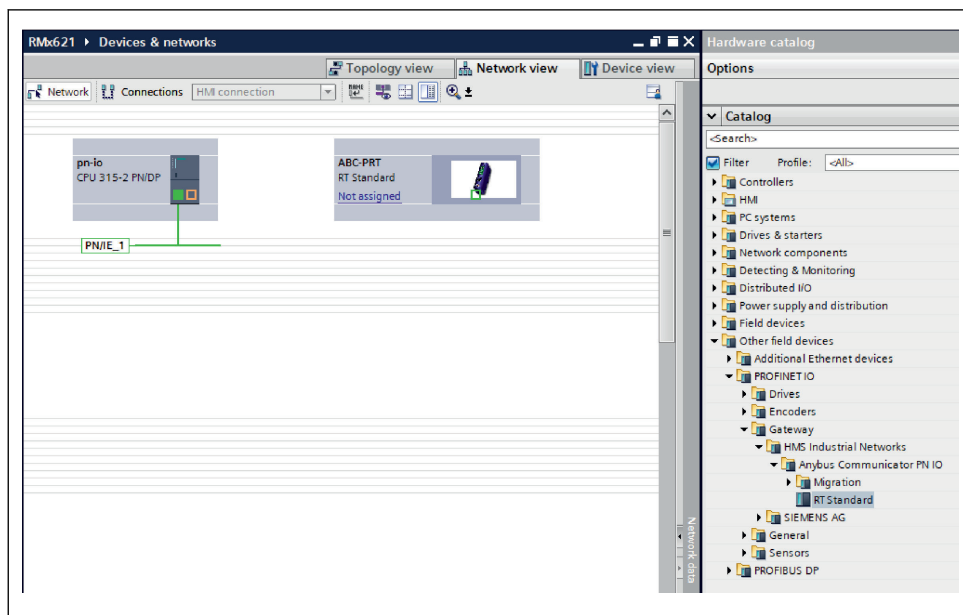 RMx621 ▸ Devices & networks
Topology view
Network view
Device view
Network
Connections
HMI connection
pn-io
CPU 315-2 PN/DP
ABC-PRT
RT Standard
Not assigned
PN/IE_1
Network data
Hardware catalog
Options
Catalog
<Search>
Filter Profile: <All>
Controllers
HMI
PC systems
Drives & starters
Network components
Detecting & Monitoring
Distributed I/O
Power supply and distribution
Field devices
Other field devices
Additional Ethernet devices
PROFINET IO
Drives
Encoders
Gateway
HMS Industrial Networks
Anybus Communicator PN IO
Migration
RT Standard
SIEMENS AG
General
Sensors
PROFIBUS DP